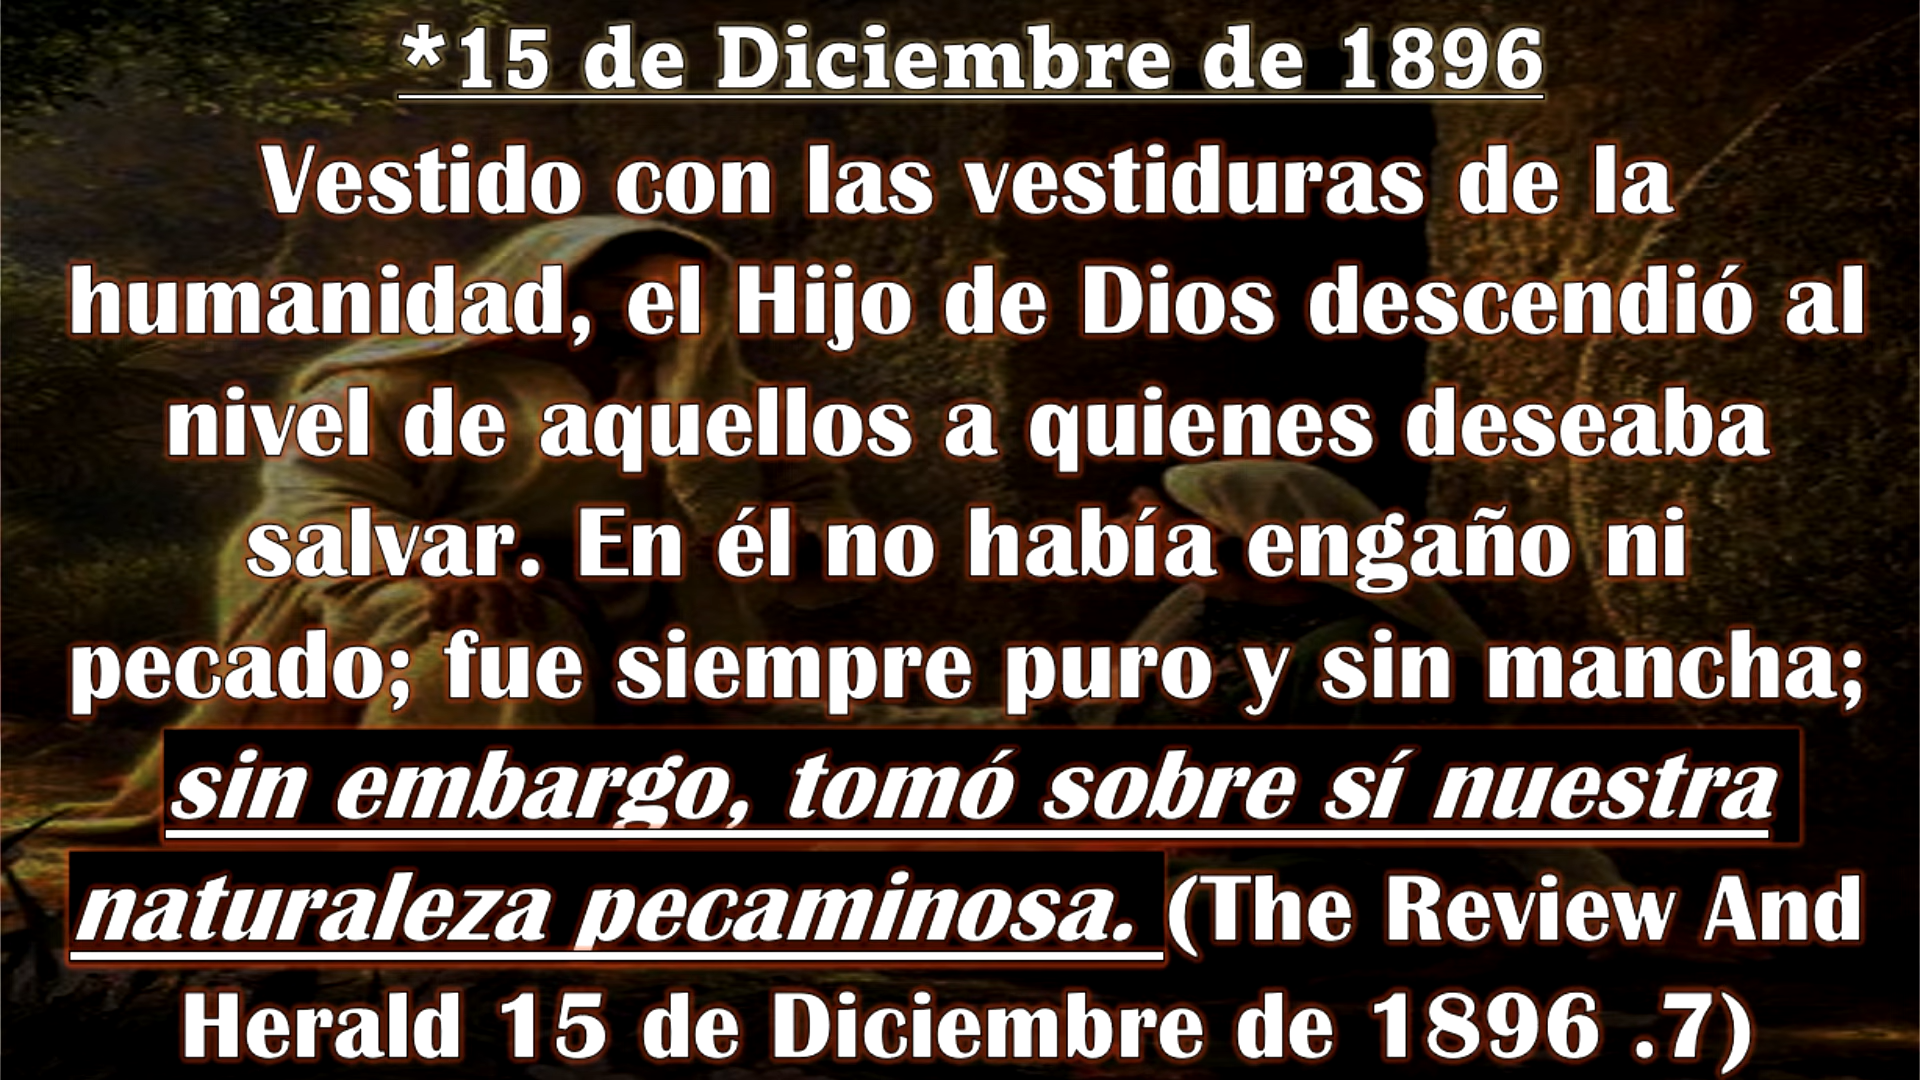 *15 de Diciembre de 1896
Vestido con las vestiduras de la
humanidad, el Hijo de Dios descendió al
nivel de aquellos a quienes deseaba
salvar. En él no había engaño ni
pecado; fue siempre puro y sin mancha;
sin embargo, tomó sobre sí nuestra
naturaleza pecaminosa. (The Review And
Herald 15 de Diciembre de 1896 .7)